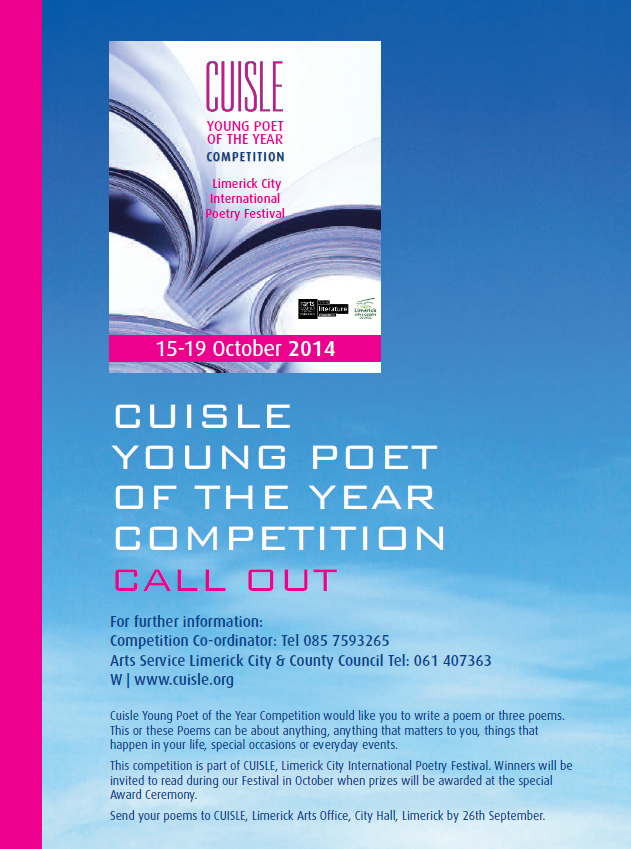 CUISLE
YOUNG POET
OF THE YEAR
COMPETITION
Limerick City
International
Poetry Festival
arts
literature
Limerick
15-19 October 2014
CUISLE
YOUNG POET
OF THE YEAR
COMPETITION
CALL OUT
For further information:
Competition Co-ordinator: Tel 085 7593265
Arts Service Limerick City & County Council Tel: 061 407363
W | www.cuisle.org
Cuisle Young Poet of the Year Competition would like you to write a poem or three poems.
This or these Poems can be about anything, anything that matters to you, things that
happen in your life, special occasions or everyday events.
This competition is part of CUISLE, Limerick City International Poetry Festival. Winners will be
invited to read during our Festival in October when prizes will be awarded at the special
Award Ceremony.
Send your poems to CUISLE, Limerick Arts Office, City Hall, Limerick by 26th September.